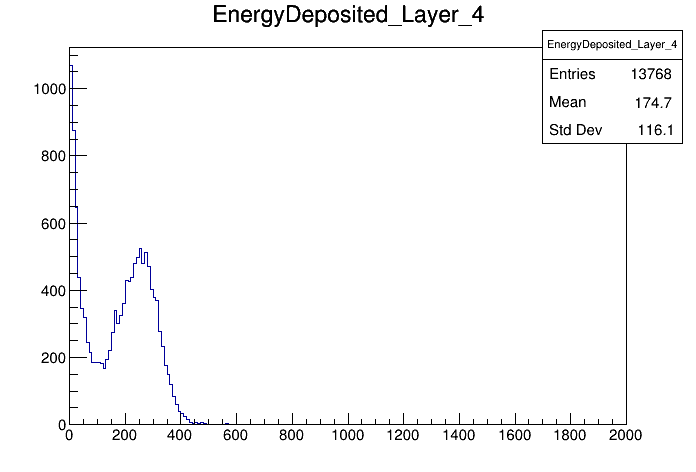 EnergyDeposited_Layer_4
EnergyDeposited_Layer_4
Entries 13768
Mean 174.7
Std Dev 116.1
1000
800
600
400
200
0
0 200 400 600 800 1000 1200 1400 1600 1800 2000